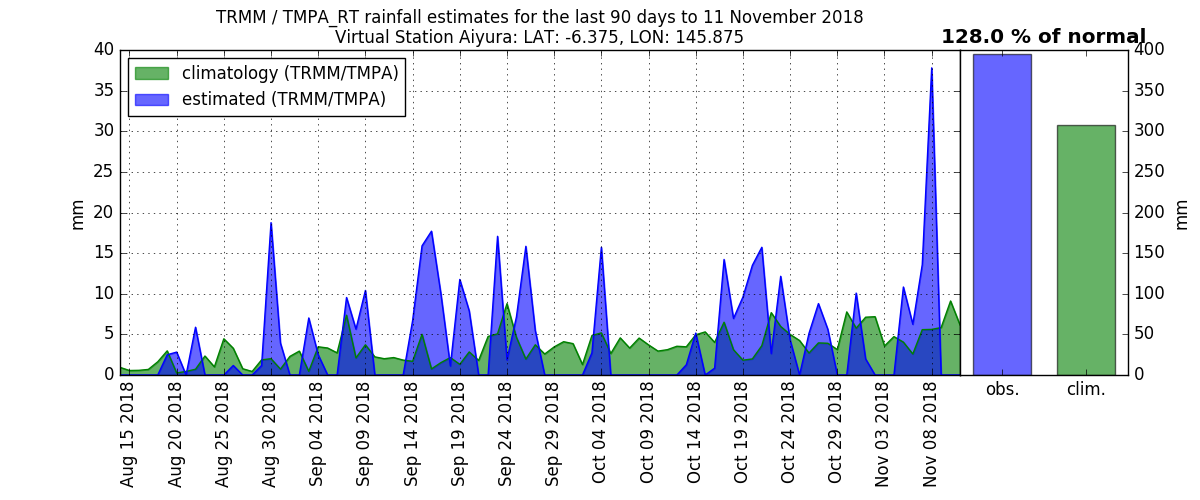 TRMM / TMPA_RT rainfall estimates for the last 90 days to 11 November 2018
Virtual Station Aiyura: LAT: -6.375, LON: 145.875
128.0 % of normal
climatology (TRMM/TMPA)
estimated (TRMM/TMPA)
40
35
30
25
20
15
10
5
0
mm
400
350
300
250
200
150
100
50
0
mm
Aug 15 2018
Aug 20 2018
Aug 25 2018
Aug 30 2018
Sep 04 2018
Sep 09 2018
Sep 14 2018
Sep 19 2018
Sep 24 2018
Sep 29 2018
Oct 04 2018
Oct 09 2018
Oct 14 2018
Oct 19 2018
Oct 24 2018
Oct 29 2018
Nov 03 2018
Nov 08 2018
obs.
clim.